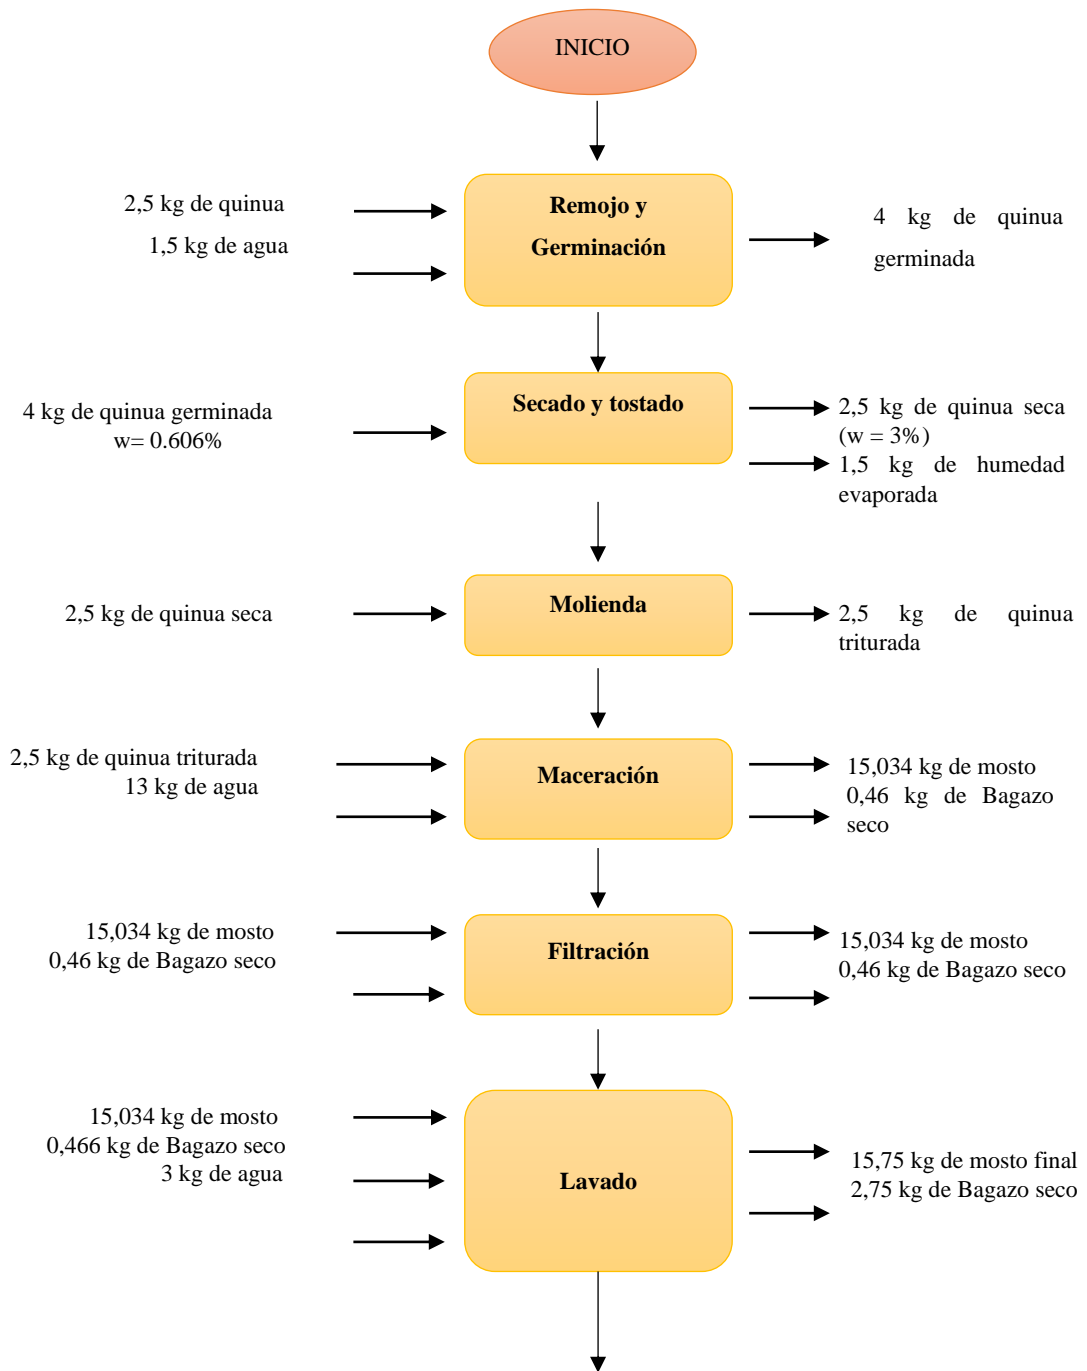 INICIO
2,5 kg de quinua
1,5 kg de agua
Remojo y
Germinación
4 kg de quinua
germinada
4 kg de quinua germinada
w= 0.606%
Secado y tostado
2,5 kg de quinua seca
(w = 3%)
1,5 kg de humedad
evaporada
2,5 kg de quinua seca
Molienda
2,5 kg de quinua
triturada
2,5 kg de quinua triturada
13 kg de agua
Maceración
15,034 kg de mosto
0,46 kg de Bagazo
seco
15,034 kg de mosto
0,46 kg de Bagazo seco
Filtración
15,034 kg de mosto
0,46 kg de Bagazo seco
15,034 kg de mosto
0,466 kg de Bagazo seco
3 kg de agua
Lavado
15,75 kg de mosto final
2,75 kg de Bagazo seco